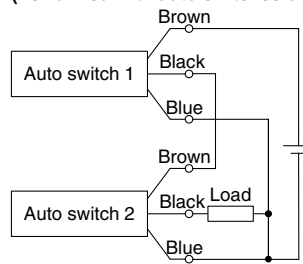 Brown
Auto switch 1
Black
Blue
Brown
Auto switch 2
Black
Load
Blue